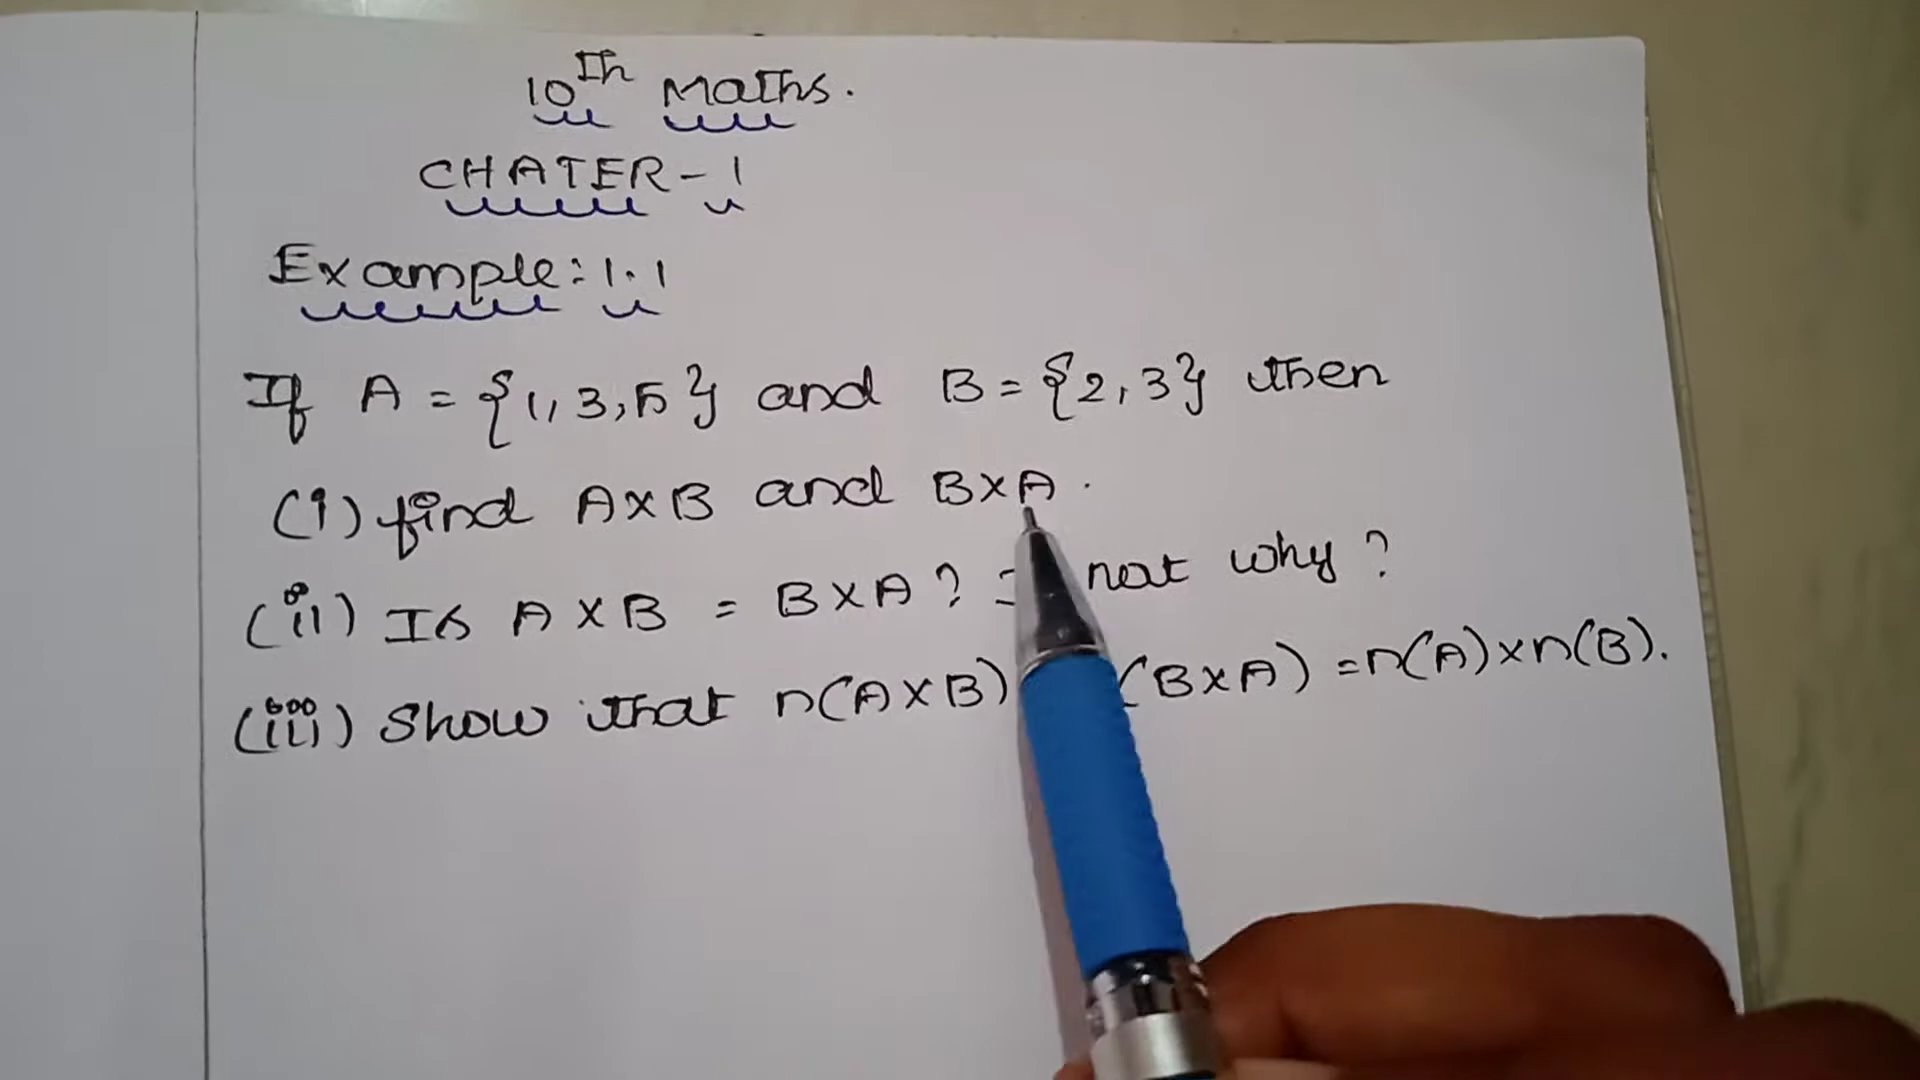 10th Maths.
CHATER - 1
Example: 1.1
If A = {1, 3, 5} and B = {2, 3} then
(i) find A×B and B×A.
(ii) Is A × B = B×A? not why?
(iii) Show that n(A×B) (B×A) = n(A)×n(B).